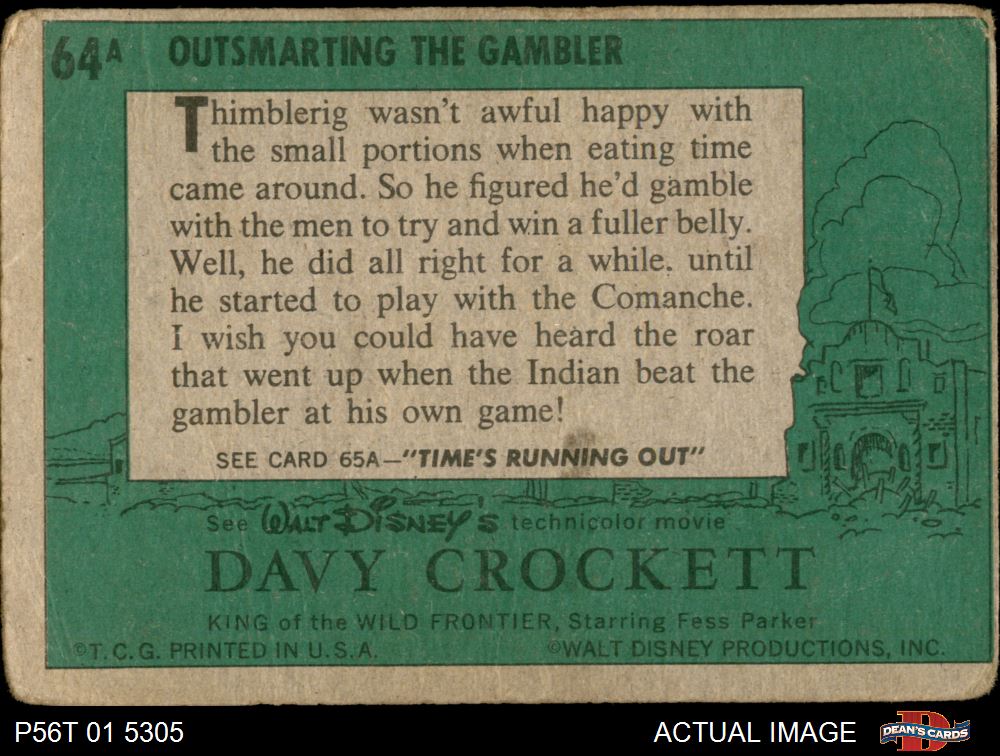 64A OUTSMARTING THE GAMBLER
Thimblerig wasn't awful happy with
the small portions when eating time
came around. So he figured he'd gamble
with the men to try and win a fuller belly.
Well, he did all right for a while. until
he started to play with the Comanche.
I wish you could have heard the roar
that went up when the Indian beat the
gambler at his own game!
SEE CARD 65A—"TIME'S RUNNING OUT"
See WALT DISNEY'S technicolor movie
DAVY CROCKETT
KING of the WILD FRONTIER, Starring Fess Parker
©T.C.G. PRINTED IN U.S.A. ©WALT DISNEY PRODUCTIONS, INC.
P56T 01 5305 ACTUAL IMAGE D DEAN'S CARDS